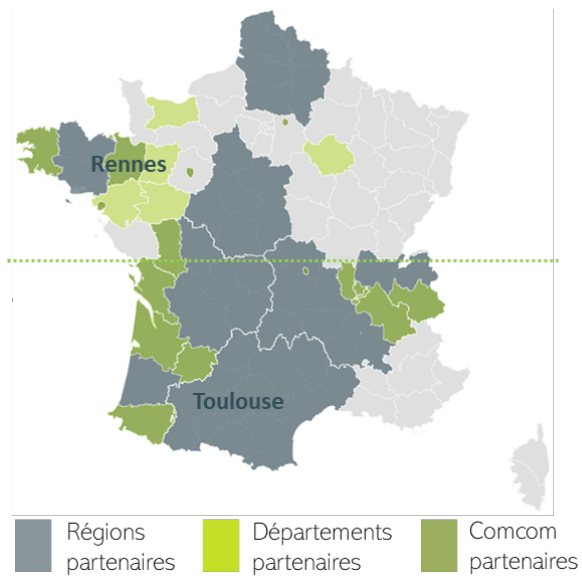 Rennes
Toulouse
Régions
partenaires
Départements
partenaires
Comcom
partenaires